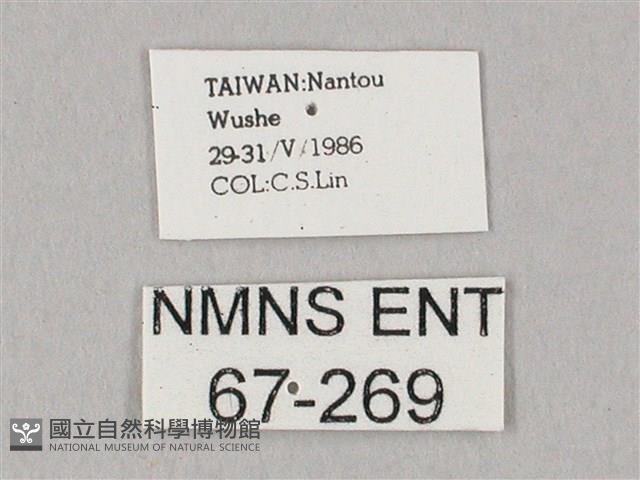 TAIWAN:Nantou
Wushe
29-31/V/1986
COL:C.S.Lin
NMNS ENT
67-269
國立自然科學博物館
NATIONAL MUSEUM OF NATURAL SCIENCE